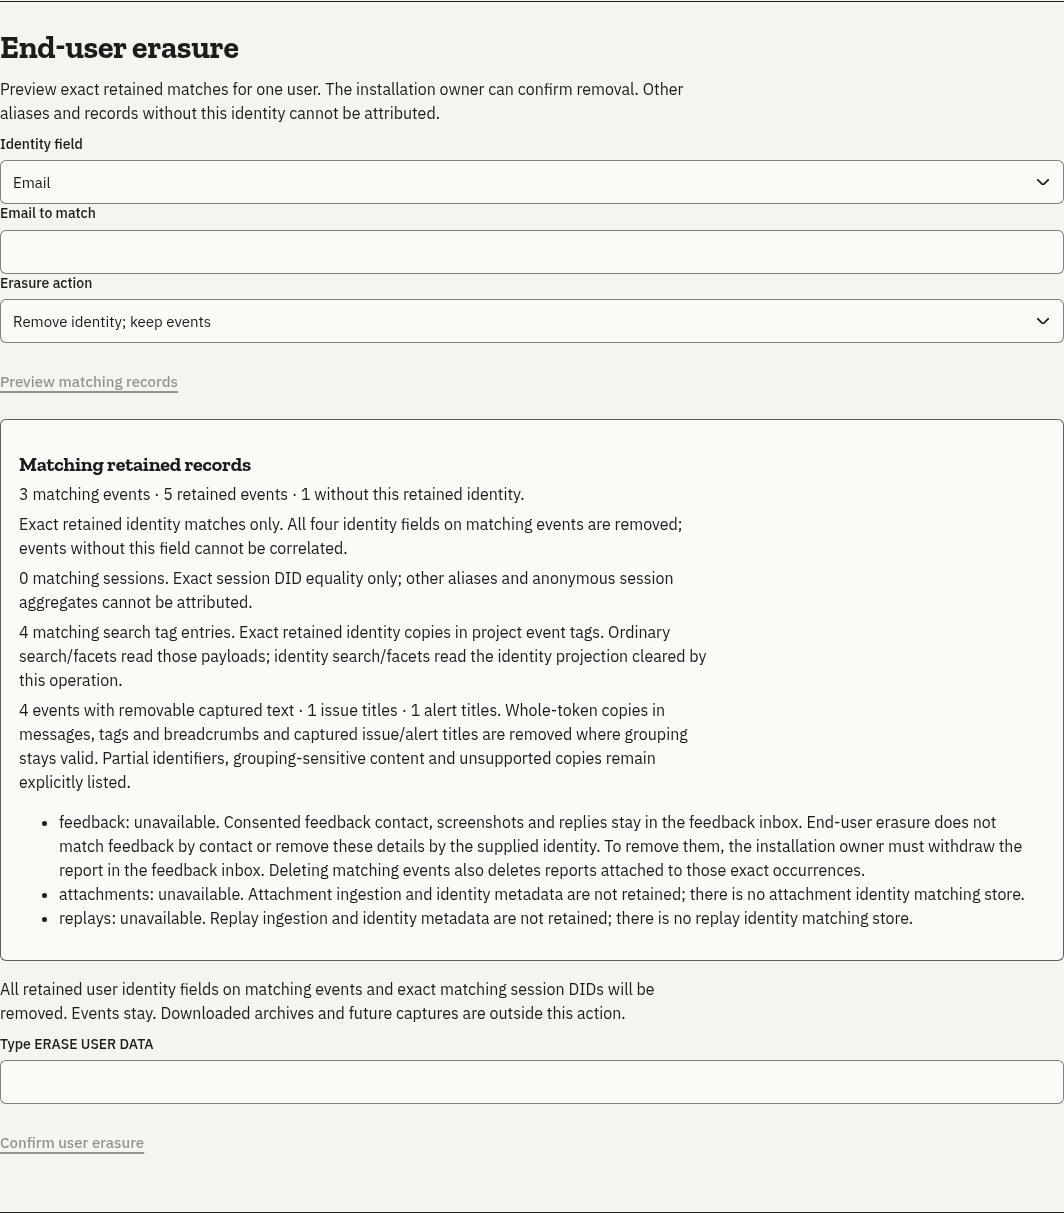 End-user erasure
Preview exact retained matches for one user. The installation owner can confirm removal. Other
aliases and records without this identity cannot be attributed.
Identity field
Email
Email to match
Erasure action
Remove identity; keep events
Preview matching records
Matching retained records
3 matching events · 5 retained events · 1 without this retained identity.
Exact retained identity matches only. All four identity fields on matching events are removed;
events without this field cannot be correlated.
0 matching sessions. Exact session DID equality only; other aliases and anonymous session
aggregates cannot be attributed.
4 matching search tag entries. Exact retained identity copies in project event tags. Ordinary
search/facets read those payloads; identity search/facets read the identity projection cleared by
this operation.
4 events with removable captured text · 1 issue titles · 1 alert titles. Whole-token copies in
messages, tags and breadcrumbs and captured issue/alert titles are removed where grouping
stays valid. Partial identifiers, grouping-sensitive content and unsupported copies remain
explicitly listed.
• feedback: unavailable. Consented feedback contact, screenshots and replies stay in the feedback inbox. End-user erasure does not
match feedback by contact or remove these details by the supplied identity. To remove them, the installation owner must withdraw the
report in the feedback inbox. Deleting matching events also deletes reports attached to those exact occurrences.
• attachments: unavailable. Attachment ingestion and identity metadata are not retained; there is no attachment identity matching store.
• replays: unavailable. Replay ingestion and identity metadata are not retained; there is no replay identity matching store.
All retained user identity fields on matching events and exact matching session DIDs will be
removed. Events stay. Downloaded archives and future captures are outside this action.
Type ERASE USER DATA
Confirm user erasure